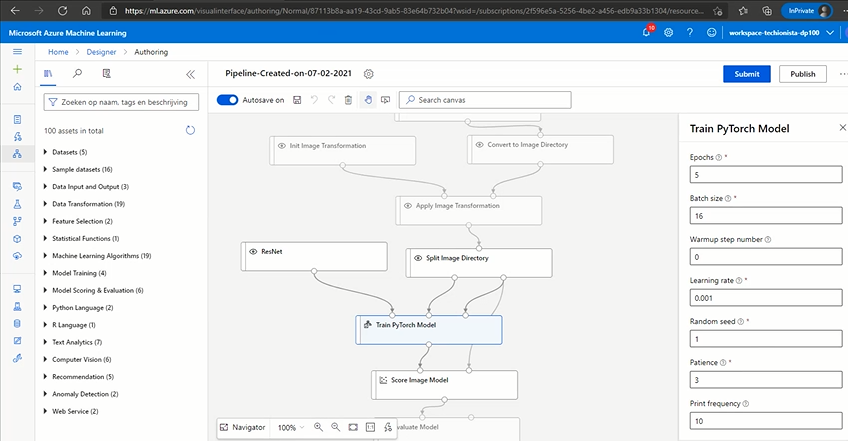 https://ml.azure.com/visualinterface/authoring/Normal/87113b8a-aa19-43cd-9ab5-83e64b732b04?wsid=/subscriptions/2f596e5a-5256-4be2-a456-edb9a33b1304/resource...
InPrivate
Microsoft Azure Machine Learning
10
workspace-techionista-dp100
Home > Designer > Authoring
Pipeline-Created-on-07-02-2021
Submit
Publish
Autosave on
Search canvas
Zoeken op naam, tags en beschrijving
100 assets in total
Datasets (5)
Sample datasets (16)
Data Input and Output (3)
Data Transformation (19)
Feature Selection (2)
Statistical Functions (1)
Machine Learning Algorithms (19)
Model Training (4)
Model Scoring & Evaluation (6)
Python Language (2)
R Language (1)
Text Analytics (7)
Computer Vision (6)
Recommendation (5)
Anomaly Detection (2)
Web Service (2)
Init Image Transformation
Convert to Image Directory
Apply Image Transformation
ResNet
Split Image Directory
Train PyTorch Model
Score Image Model
Evaluate Model
Navigator
100%
1:1
Train PyTorch Model
Epochs *
5
Batch size *
16
Warmup step number
0
Learning rate *
0.001
Random seed *
1
Patience *
3
Print frequency
10